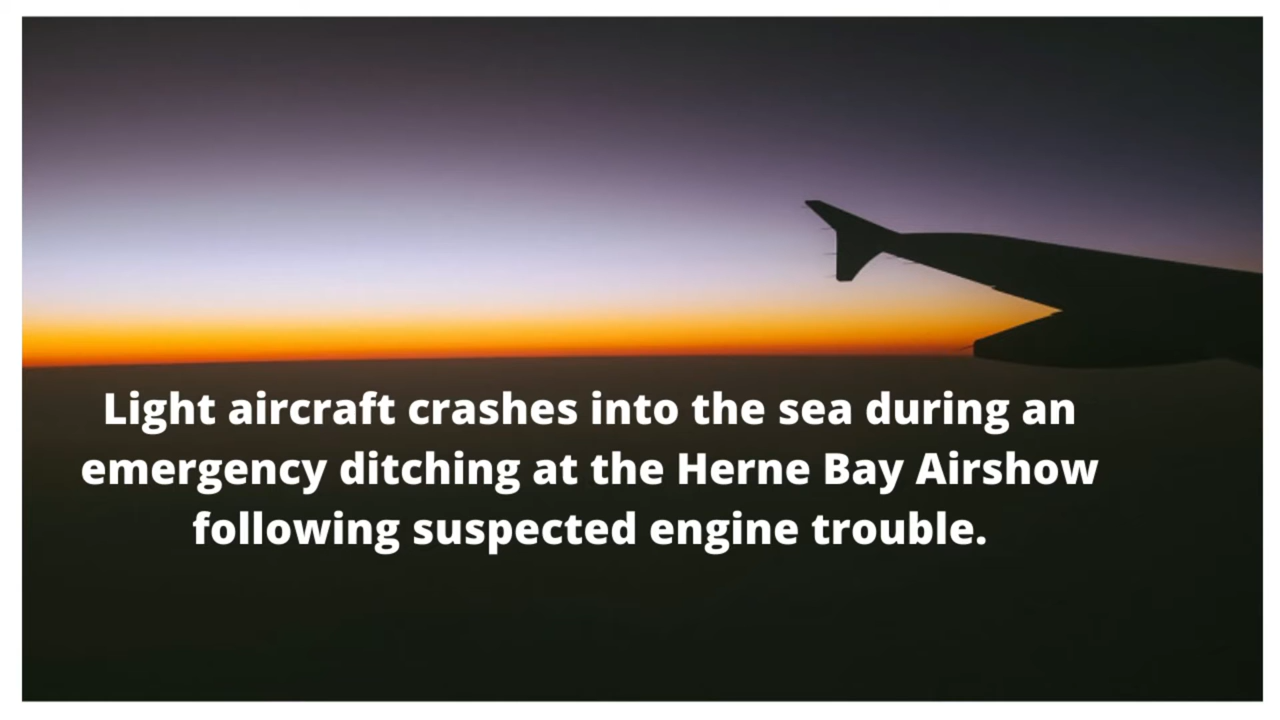 Light aircraft crashes into the sea during an
emergency ditching at the Herne Bay Airshow
following suspected engine trouble.